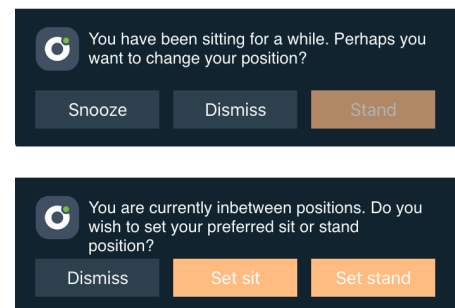 You have been sitting for a while. Perhaps you
want to change your position?
Snooze Dismiss Stand
You are currently inbetween positions. Do you
wish to set your preferred sit or stand
position?
Dismiss Set sit Set stand